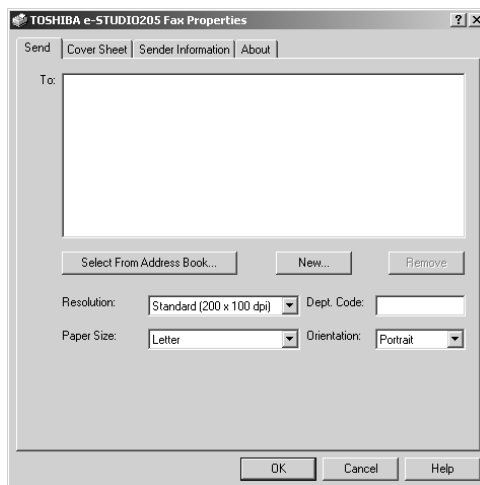 TOSHIBA e-STUDIO205 Fax Properties
Send Cover Sheet Sender Information About
To:
Select From Address Book... New... Remove
Resolution: Standard (200 x 100 dpi) Dept. Code:
Paper Size: Letter Orientation: Portrait
OK Cancel Help